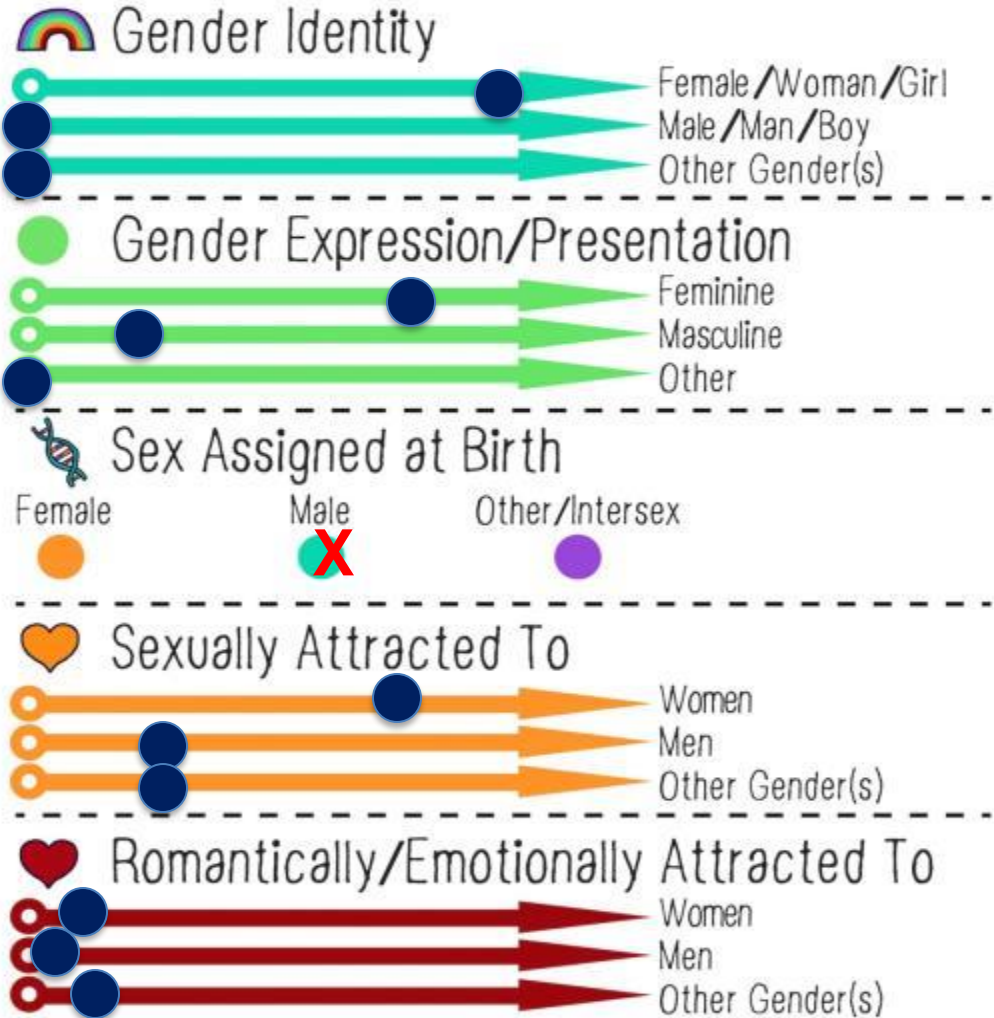 Gender Identity
Female/Woman/Girl
Male/Man/Boy
Other Gender(s)
Gender Expression/Presentation
Feminine
Masculine
Other
Sex Assigned at Birth
Female Male Other/Intersex
X
Sexually Attracted To
Women
Men
Other Gender(s)
Romantically/Emotionally Attracted To
Women
Men
Other Gender(s)